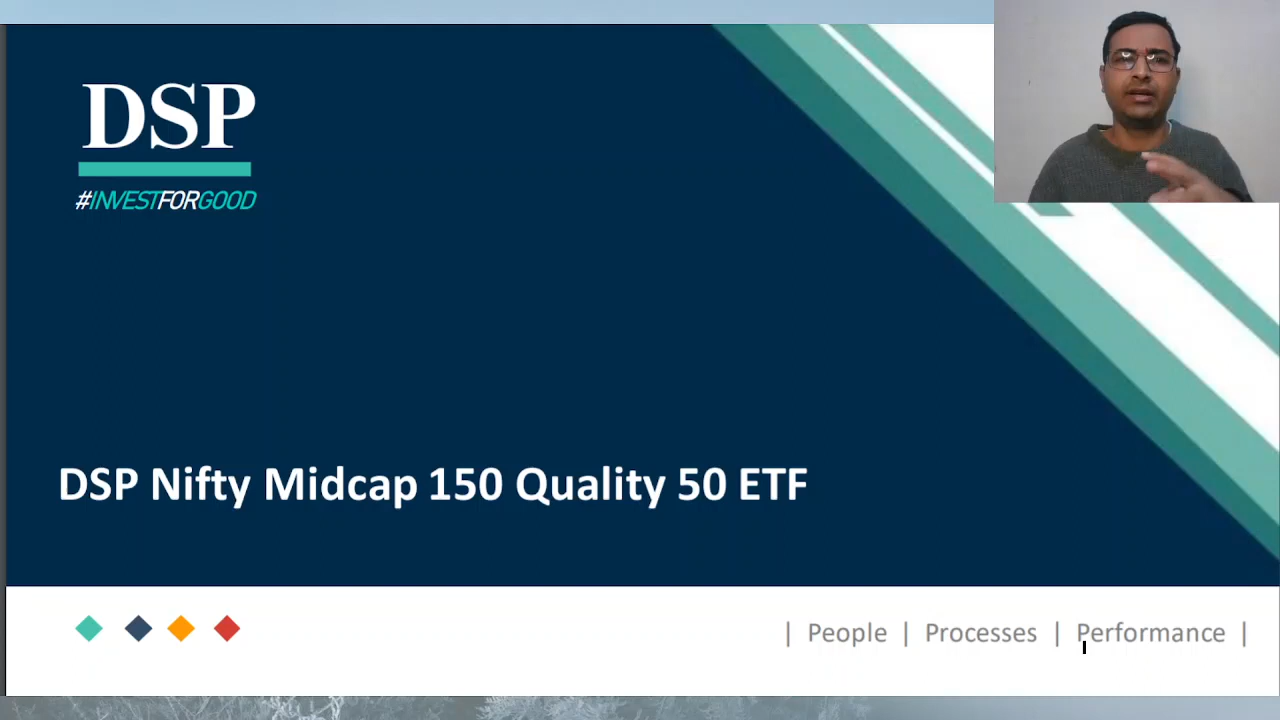 DSP
#INVESTFORGOOD
DSP Nifty Midcap 150 Quality 50 ETF
| People | Processes | Performance |